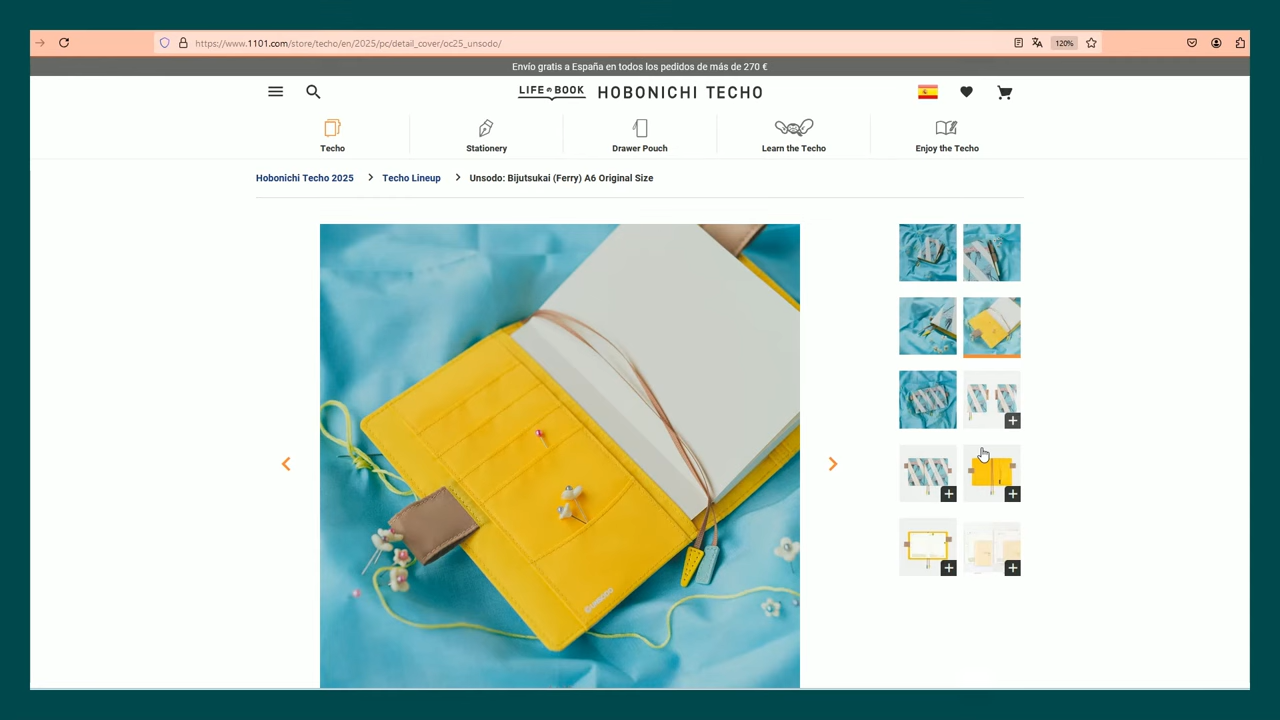 https://www.1101.com/store/techo/en/2025/pc/detail_cover/oc25_unsodo/
120%
Envío gratis a España en todos los pedidos de más de 270 €
LIFE BOOK HOBONICHI TECHO
Techo
Stationery
Drawer Pouch
Learn the Techo
Enjoy the Techo
Hobonichi Techo 2025 > Techo Lineup > Unsodo: Bijutsukai (Ferry) A6 Original Size